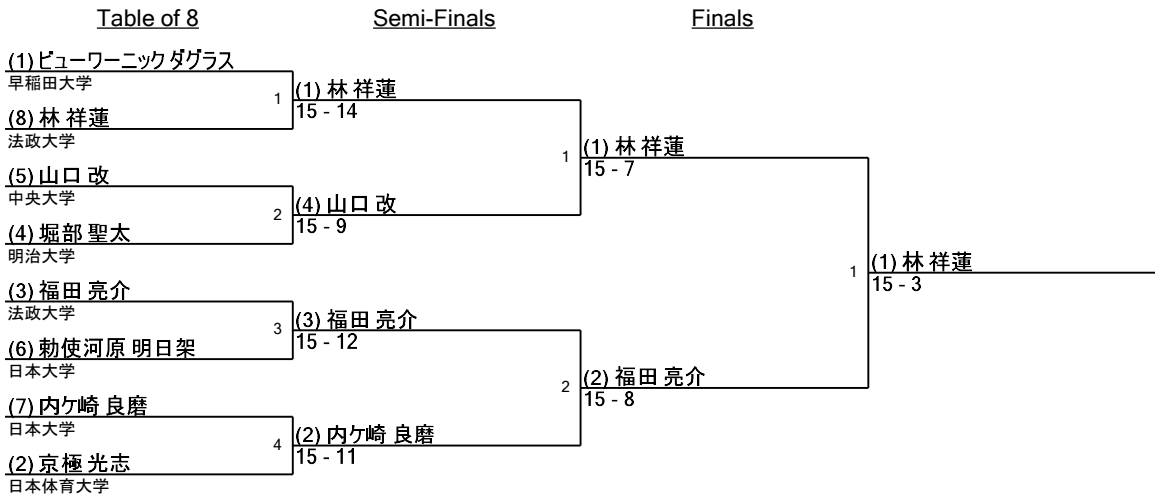 Table of 8
Semi-Finals
Finals
(1) ビューワーニック ダグラス
早稲田大学
1
(8) 林 祥蓮
法政大学
(1) 林 祥蓮
15 - 14
(5) 山口 改
中央大学
2
(4) 堀部 聖太
明治大学
(4) 山口 改
15 - 9
1
(1) 林 祥蓮
15 - 7
(3) 福田 亮介
法政大学
3
(6) 勅使河原 明日架
日本大学
(3) 福田 亮介
15 - 12
(7) 内ケ崎 良磨
日本大学
4
(2) 京極 光志
日本体育大学
(2) 内ケ崎 良磨
15 - 11
2
(2) 福田 亮介
15 - 8
1
(1) 林 祥蓮
15 - 3